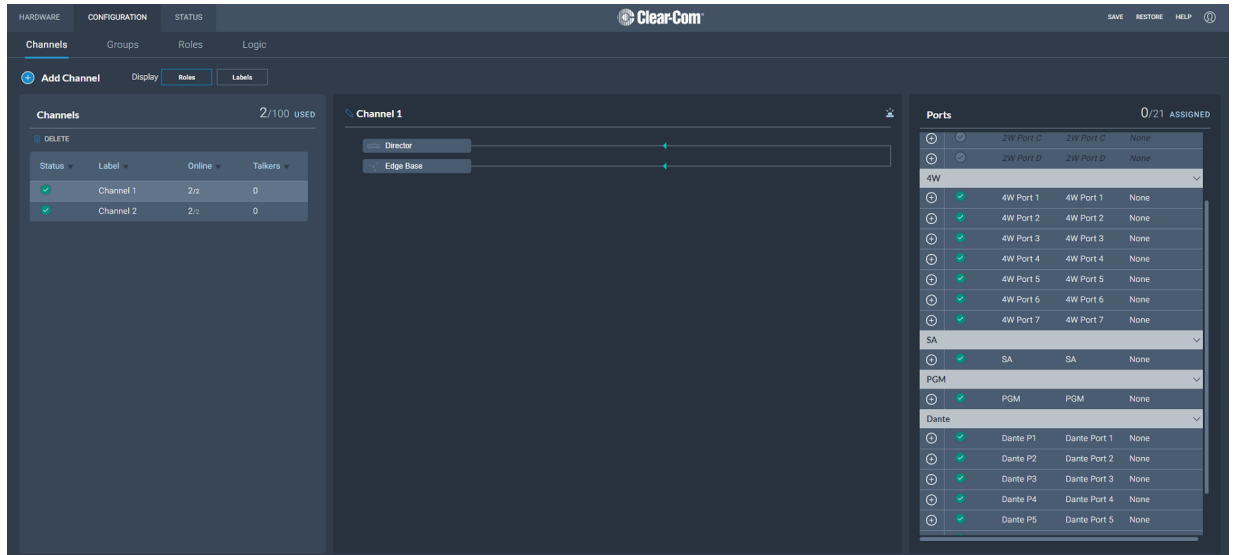 HARDWARE CONFIGURATION STATUS Clear-Com SAVE RESTORE HELP
Channels Groups Roles Logic
Add Channel Display Roles Labels
Channels 2/100 USED
DELETE
Status Label Online Talkers
Channel 1 2/2 0
Channel 2 2/2 0
Channel 1
Director
Edge Base
Ports 0/21 ASSIGNED
2W Port C 2W Port C None
2W Port D 2W Port D None
4W
4W Port 1 4W Port 1 None
4W Port 2 4W Port 2 None
4W Port 3 4W Port 3 None
4W Port 4 4W Port 4 None
4W Port 5 4W Port 5 None
4W Port 6 4W Port 6 None
4W Port 7 4W Port 7 None
SA
SA SA None
PGM
PGM PGM None
Dante
Dante P1 Dante Port 1 None
Dante P2 Dante Port 2 None
Dante P3 Dante Port 3 None
Dante P4 Dante Port 4 None
Dante P5 Dante Port 5 None